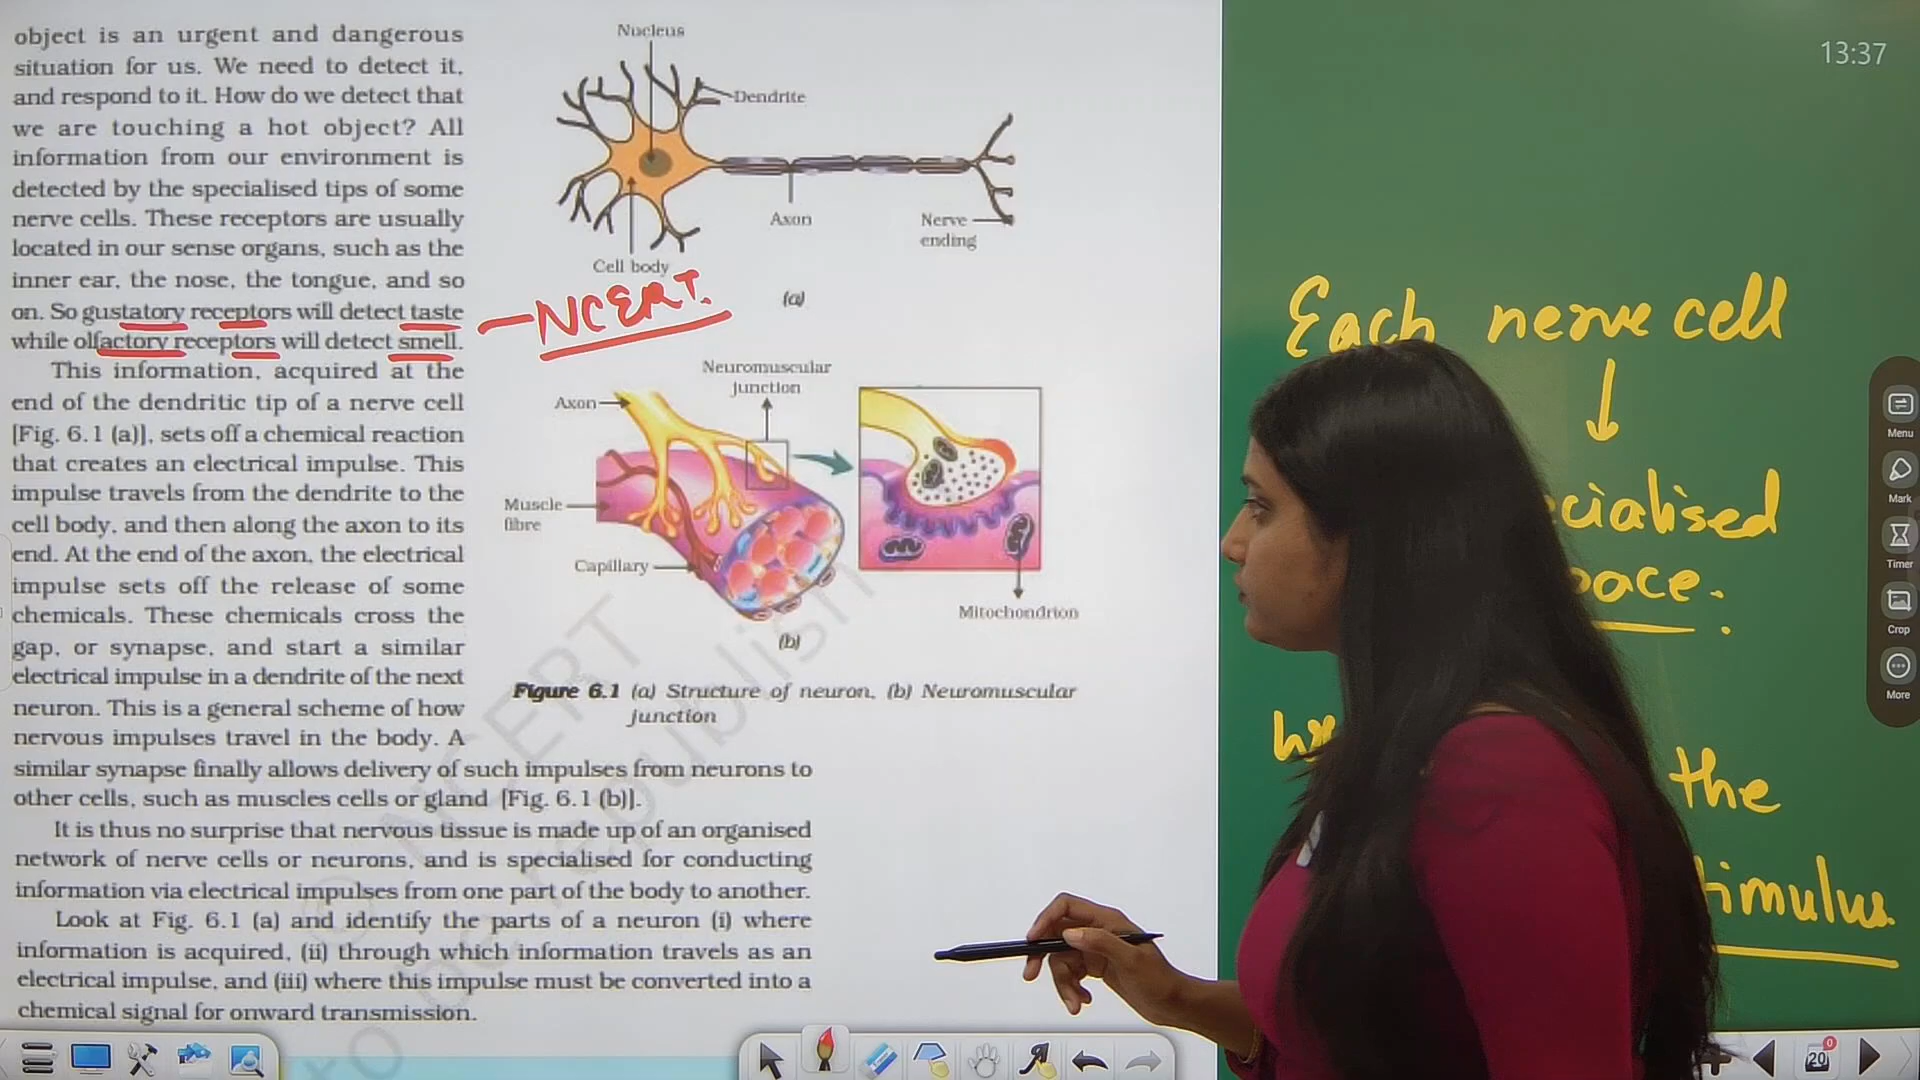 object is an urgent and dangerous
situation for us. We need to detect it,
and respond to it. How do we detect that
we are touching a hot object? All
information from our environment is
detected by the specialised tips of some
nerve cells. These receptors are usually
located in our sense organs, such as the
inner ear, the nose, the tongue, and so
on. So gustatory receptors will detect taste
while olfactory receptors will detect smell.
This information, acquired at the
end of the dendritic tip of a nerve cell
[Fig. 6.1 (a)], sets off a chemical reaction
that creates an electrical impulse. This
impulse travels from the dendrite to the
cell body, and then along the axon to its
end. At the end of the axon, the electrical
impulse sets off the release of some
chemicals. These chemicals cross the
gap, or synapse, and start a similar
electrical impulse in a dendrite of the next
neuron. This is a general scheme of how
nervous impulses travel in the body. A
similar synapse finally allows delivery of such impulses from neurons to
other cells, such as muscles cells or gland [Fig. 6.1 (b)].
It is thus no surprise that nervous tissue is made up of an organised
network of nerve cells or neurons, and is specialised for conducting
information via electrical impulses from one part of the body to another.
Look at Fig. 6.1 (a) and identify the parts of a neuron (i) where
information is acquired, (ii) through which information travels as an
electrical impulse, and (iii) where this impulse must be converted into a
chemical signal for onward transmission.
Nucleus
Dendrite
Axon
Nerve
ending
Cell body
(a)
NCERT.
Neuromuscular
junction
Axon
Muscle
fibre
Capillary
Mitochondrion
(b)
Figure 6.1 (a) Structure of neuron, (b) Neuromuscular
junction
© NCERT
to be republish
13:37
Each nerve cell
cialised
pace.
the
timulus.
Menu
Mark
Timer
Crop
More
20
0